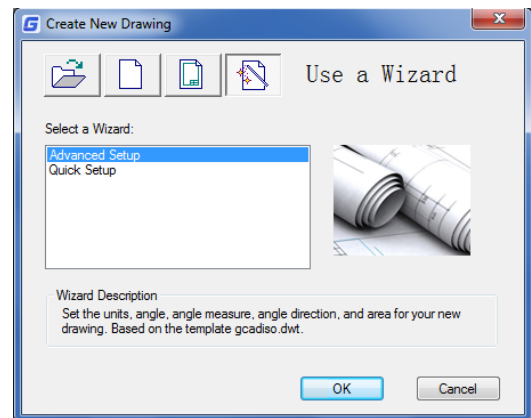 Create New Drawing
Use a Wizard
Select a Wizard:
Advanced Setup
Quick Setup
Wizard Description
Set the units, angle, angle measure, angle direction, and area for your new
drawing. Based on the template gcadiso.dwt.
OK
Cancel